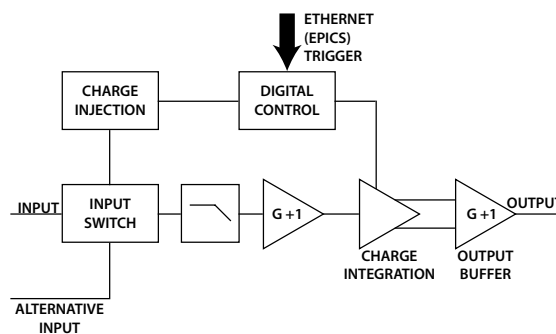 ETHERNET
(EPICS)
TRIGGER
CHARGE
INJECTION
DIGITAL
CONTROL
INPUT
INPUT
SWITCH
G +1
G +1
OUTPUT
CHARGE
INTEGRATION
OUTPUT
BUFFER
ALTERNATIVE
INPUT